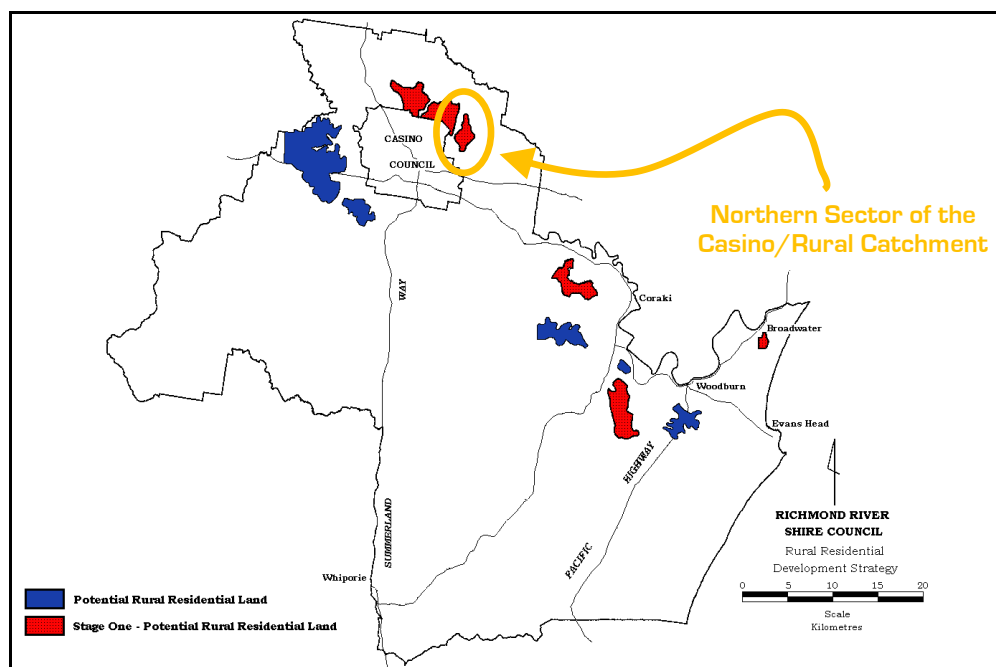 CASINO
COUNCIL
Northern Sector of the
Casino/Rural Catchment
WAY
Coraki
Broadwater
Woodburn
Evans Head
HIGHWAY
SUMMERLAND
PACIFIC
Whiporie
RICHMOND RIVER
SHIRE COUNCIL
Rural Residential
Development Strategy
0 5 10 15 20
Scale
Kilometres
Potential Rural Residential Land
Stage One - Potential Rural Residential Land